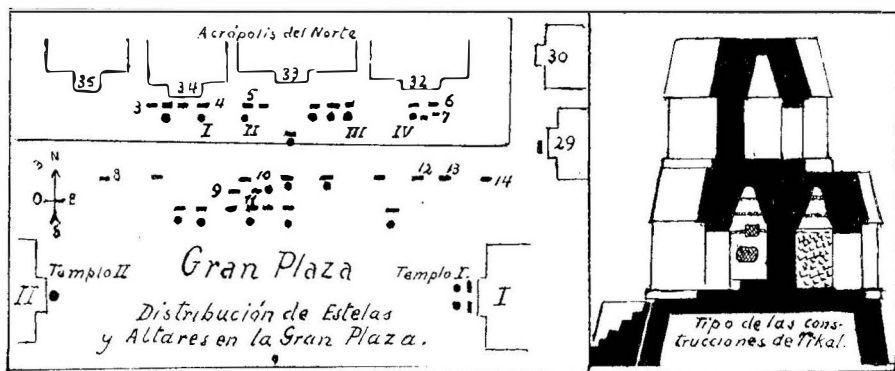 Acrópolis del Norte
35
34
33
32
30
29
3
4
5
6
7
I
II
III
IV
N
O
E
S
8
9
10
11
12
13
14
Templo II
II
Gran Plaza
Templo I.
I
Distribución de Estelas
y Altares en la Gran Plaza.
Tipo de las cons-
trucciones de Tikal.